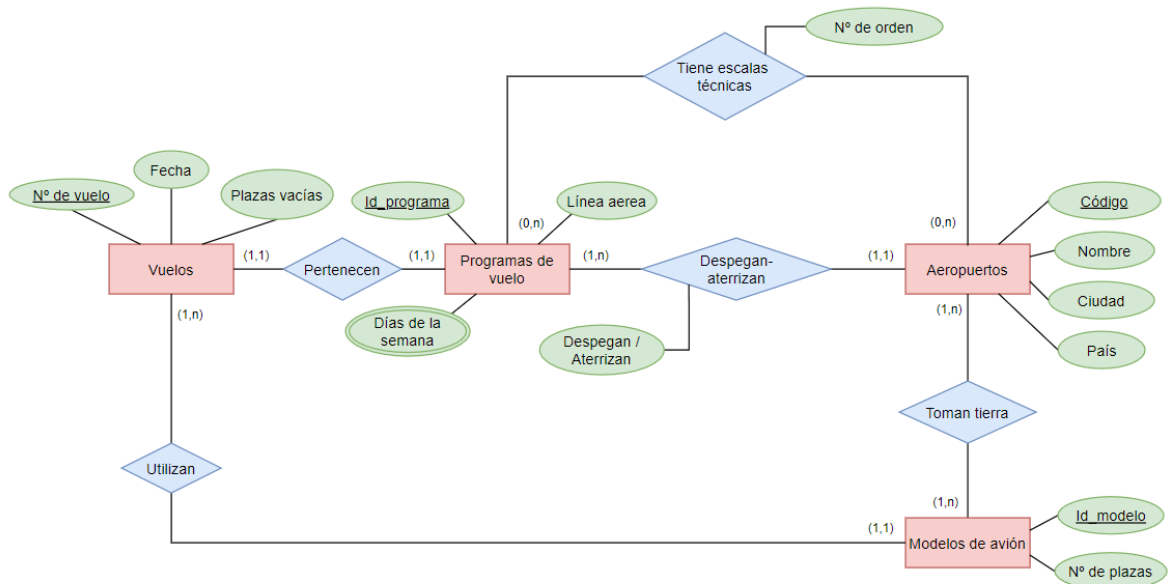 Nº de orden
Tiene escalas
técnicas
Fecha
Nº de vuelo
Plazas vacías
Id_programa
Línea aerea
Código
(0,n)
(0,n)
Vuelos
(1,1)
Pertenecen
(1,1)
Programas de
vuelo
(1,n)
Despegan-
aterrizan
(1,1)
Aeropuertos
Nombre
Ciudad
(1,n)
(1,n)
Días de la
semana
Despegan /
Aterrizan
País
Toman tierra
Utilizan
(1,n)
(1,1)
Modelos de avión
Id_modelo
Nº de plazas